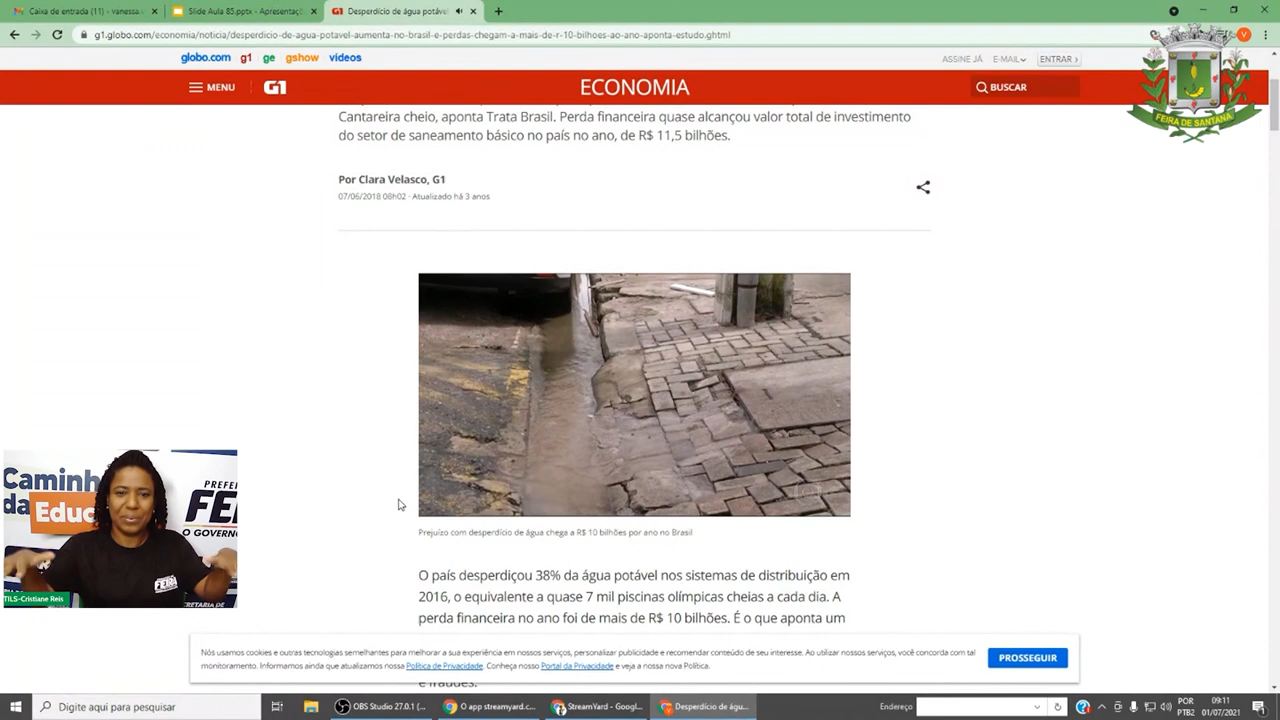 Caixa de entrada (11) - vanessa.
Slide Aula 85.pptx - Apresentaç
Desperdício de água potável
g1.globo.com/economia/noticia/desperdicio-de-agua-potavel-aumenta-no-brasil-e-perdas-chegam-a-mais-de-r-10-bilhoes-ao-ano-aponta-estudo.ghtml
globo.com g1 ge gshow vídeos
ASSINE JÁ E-MAIL ENTRAR >
MENU G1 ECONOMIA BUSCAR
FEIRA DE SANTANA
Cantareira cheio, aponta Trata Brasil. Perda financeira quase alcançou valor total de investimento
do setor de saneamento básico no país no ano, de R$ 11,5 bilhões.
Por Clara Velasco, G1
07/06/2018 08h02 · Atualizado há 3 anos
Prejuízo com desperdício de água chega a R$ 10 bilhões por ano no Brasil
Caminh
da
Educ
PREFE
FE
O GOVERNO
FEIRA
SECRETARIA DE
TILS-Cristiane Reis
O país desperdiçou 38% da água potável nos sistemas de distribuição em
2016, o equivalente a quase 7 mil piscinas olímpicas cheias a cada dia. A
perda financeira no ano foi de mais de R$ 10 bilhões. É o que aponta um
Nós usamos cookies e outras tecnologias semelhantes para melhorar a sua experiência em nossos serviços, personalizar publicidade e recomendar conteúdo de seu interesse. Ao utilizar nossos serviços, você concorda com tal
monitoramento. Informamos ainda que atualizamos nossa Política de Privacidade. Conheça nosso Portal da Privacidade e veja a nossa nova Política.
PROSSEGUIR
e fraudes.
Digite aqui para pesquisar
OBS Studio 27.0.1 (...
O app streamyard.c...
StreamYard - Googl...
Desperdício de águ...
Endereço
POR
PTB2
09:11
01/07/2021